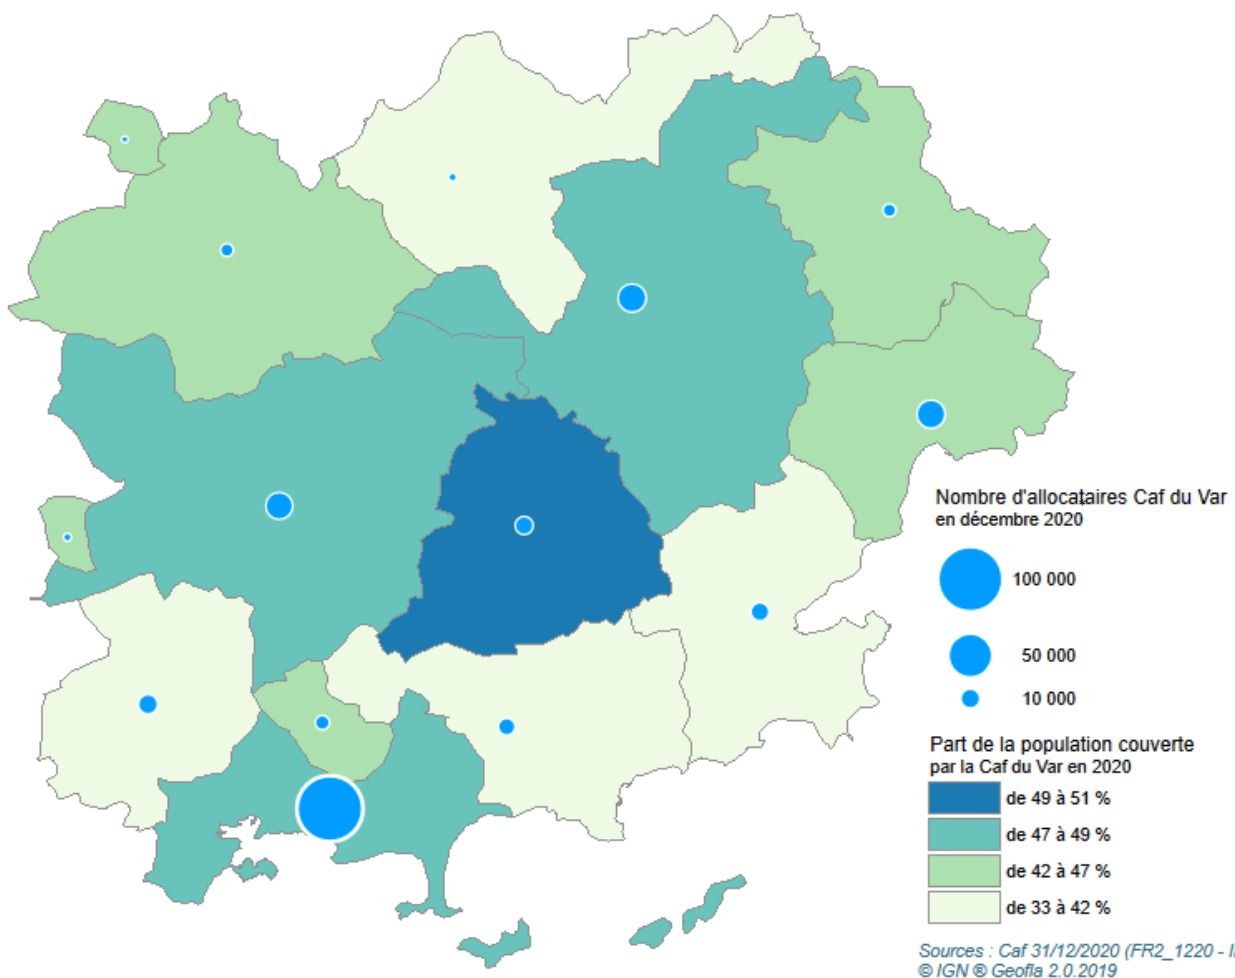 Nombre d'allocataires Caf du Var
en décembre 2020
100 000
50 000
10 000
Part de la population couverte
par la Caf du Var en 2020
de 49 à 51 %
de 47 à 49 %
de 42 à 47 %
de 33 à 42 %
Sources : Caf 31/12/2020 (FR2_1220 -
© IGN ® Geofla 2.0.2019